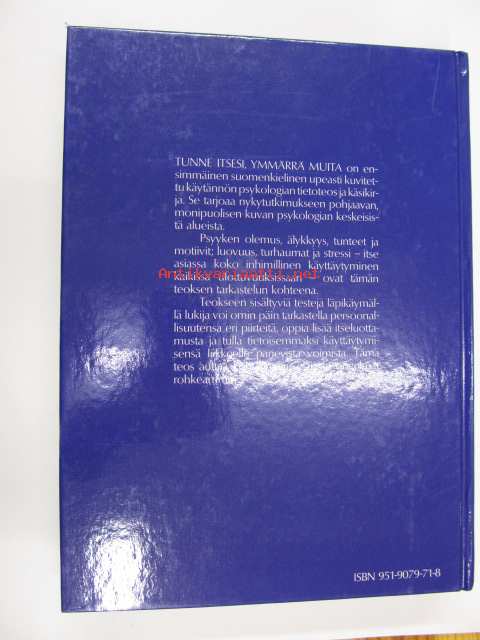 TUNNE ITSESI, YMMÄRRÄ MUITA on en-
simmäinen suomenkielinen upeasti kuvitet-
tu käytännön psykologian tietoteos ja käsikir-
ja. Se tarjoaa nykytutkimukseen pohjaavan,
monipuolisen kuvan psykologian keskeisis-
tä alueista.
Psyyken olemus, älykkyys, tunteet ja
motiivit; luovuus, turhaumat ja stressi – itse
asiassa koko inhimillinen käyttäytyminen
kaikissa ulottuvuuksissaan – ovat tämän
Antikvariaatti.net
teoksen tarkastelun kohteena.
Teokseen sisältyviä testejä läpikäymäl-
lä lukija voi omin päin tarkastella persoonal-
lisuutensa eri piirteitä, oppia lisää itseluotta-
musta ja tulla tietoisemmaksi käyttäytymi-
sensä liikkeelle panevista voimista. Tämä
teos auttaa
ISBN 951-9079-71-8